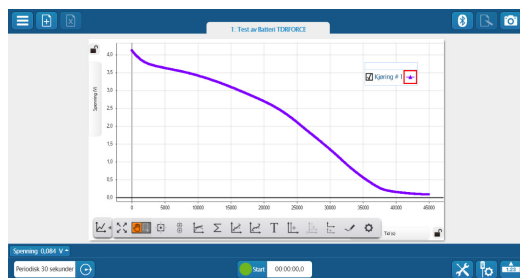 1: Test av Batteri TORFORCE
4,0
3,5
3,0
2,5
2,0
1,5
1,0
0,5
0,0
Spenning (V)
Kjøring # 1
0 5000 10000 15000 20000 25000 30000 35000 40000 45000
Σ T
Spenning 0,084 V
Periodisk 30 sekunder
Start 00:00:00,0
1.23